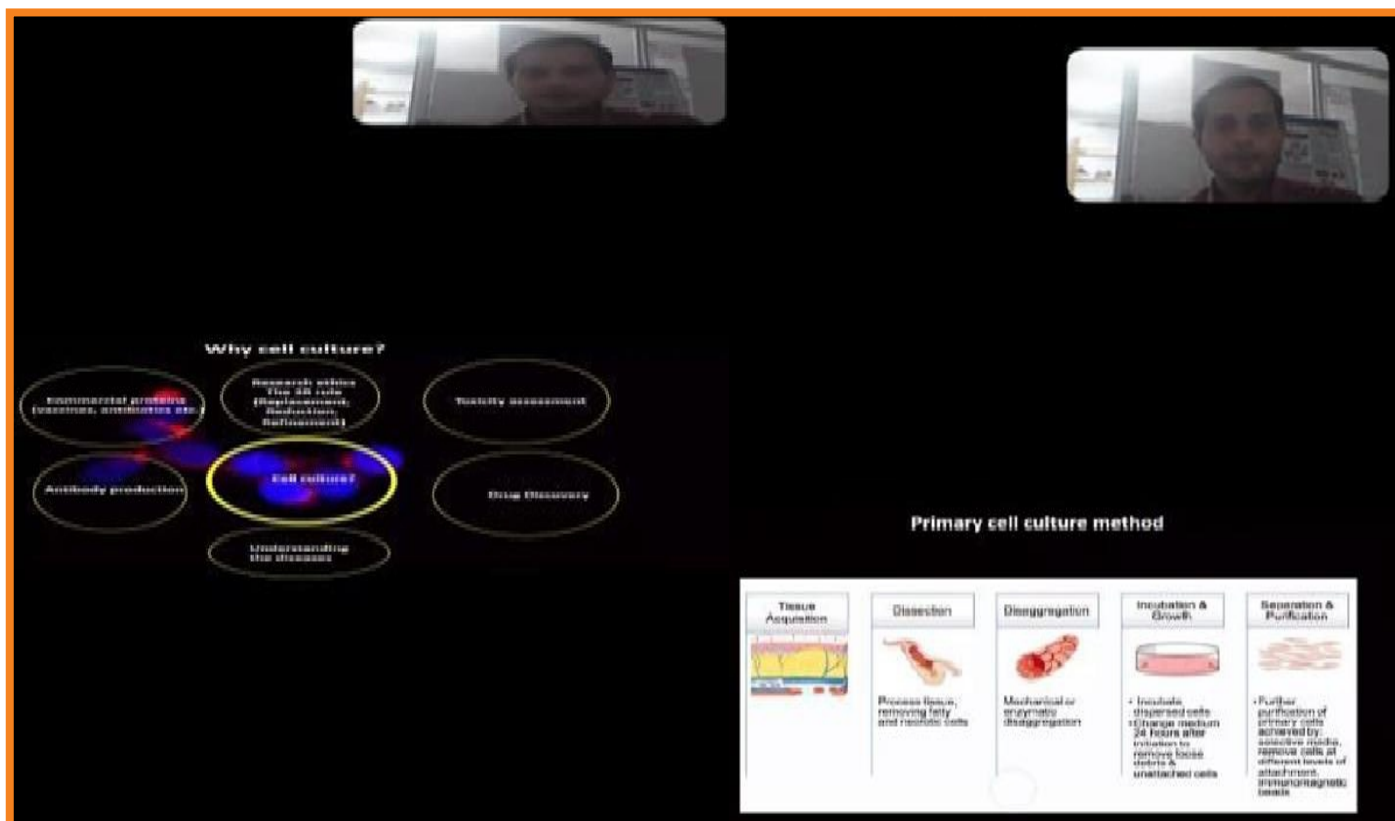 Why cell culture?
Commercial proteins
(vaccines, antibiotics etc.)
Research ethics
The 3R rule
(Replacement,
Reduction,
Refinement)
Toxicity assessment
Antibody production
Cell culture?
Drug Discovery
Understanding
the diseases
Primary cell culture method
Tissue
Acquisition
Dissection
Process tissue,
removing fatty
and necrotic cells
Disaggregation
Mechanical or
enzymatic
disaggregation
Incubation &
Growth
• Incubate
dispersed cells
• Change medium
24 hours after
initiation to
remove loose
debris &
unattached cells
Separation &
Purification
• Further
purification of
primary cells
achieved by:
selective media,
remove cells at
different levels of
attachment,
immunomagnetic
beads